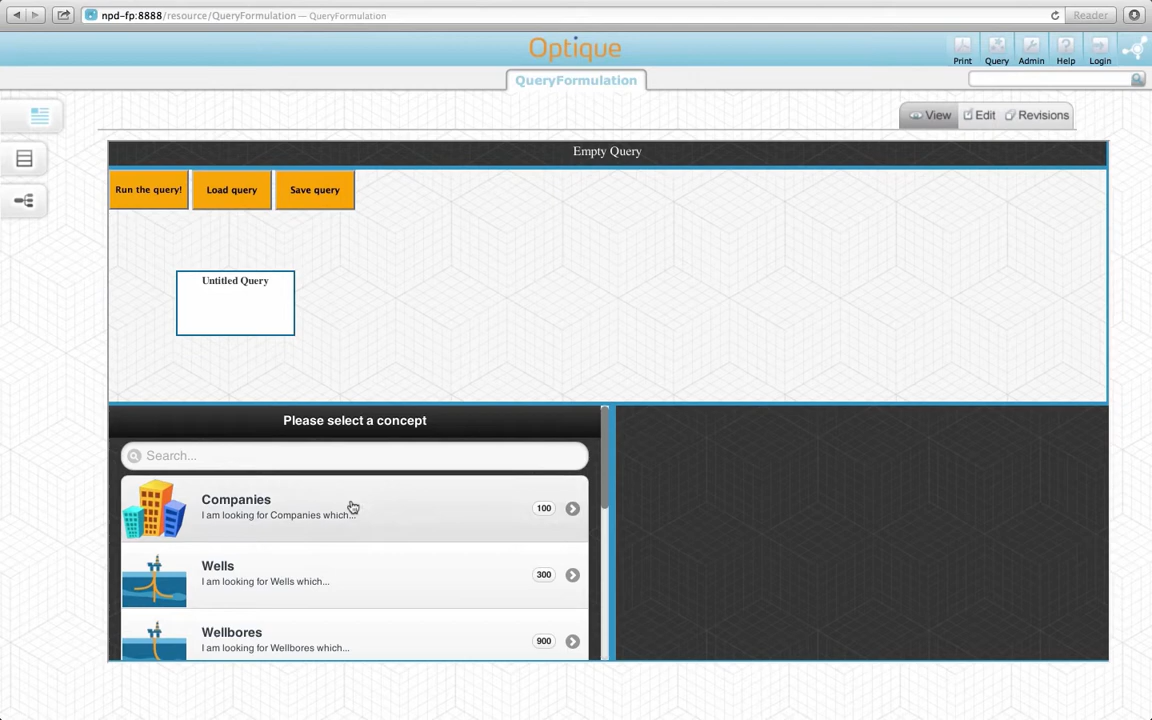 npd-fp:8888/resource/QueryFormulation — QueryFormulation
Reader
Optique
Print Query Admin Help Login
QueryFormulation
View Edit Revisions
Empty Query
Run the query! Load query Save query
Untitled Query
Please select a concept
Search...
Companies
I am looking for Companies which...
100
Wells
I am looking for Wells which...
300
Wellbores
I am looking for Wellbores which...
900